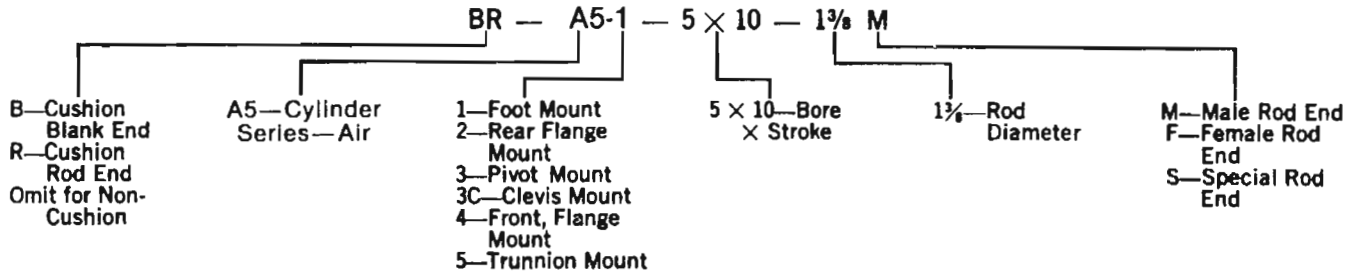 BR — A5-1 — 5 × 10 — 1⅜ M
B—Cushion
Blank End
R—Cushion
Rod End
Omit for Non-
Cushion
A5—Cylinder
Series—Air
1—Foot Mount
2—Rear Flange
Mount
3—Pivot Mount
3C—Clevis Mount
4—Front, Flange
Mount
5—Trunnion Mount
5 × 10—Bore
× Stroke
1⅜—Rod
Diameter
M—Male Rod End
F—Female Rod
End
S—Special Rod
End